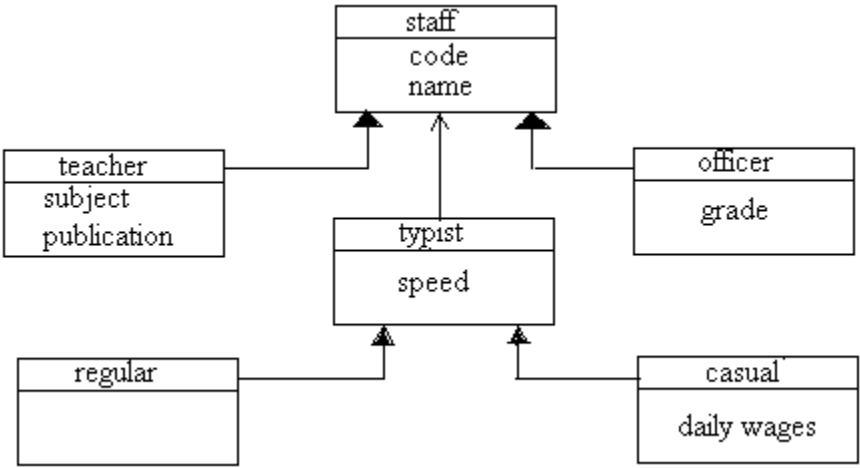 staff
code
name
teacher
subject
publication
officer
grade
typist
speed
regular
casual
daily wages